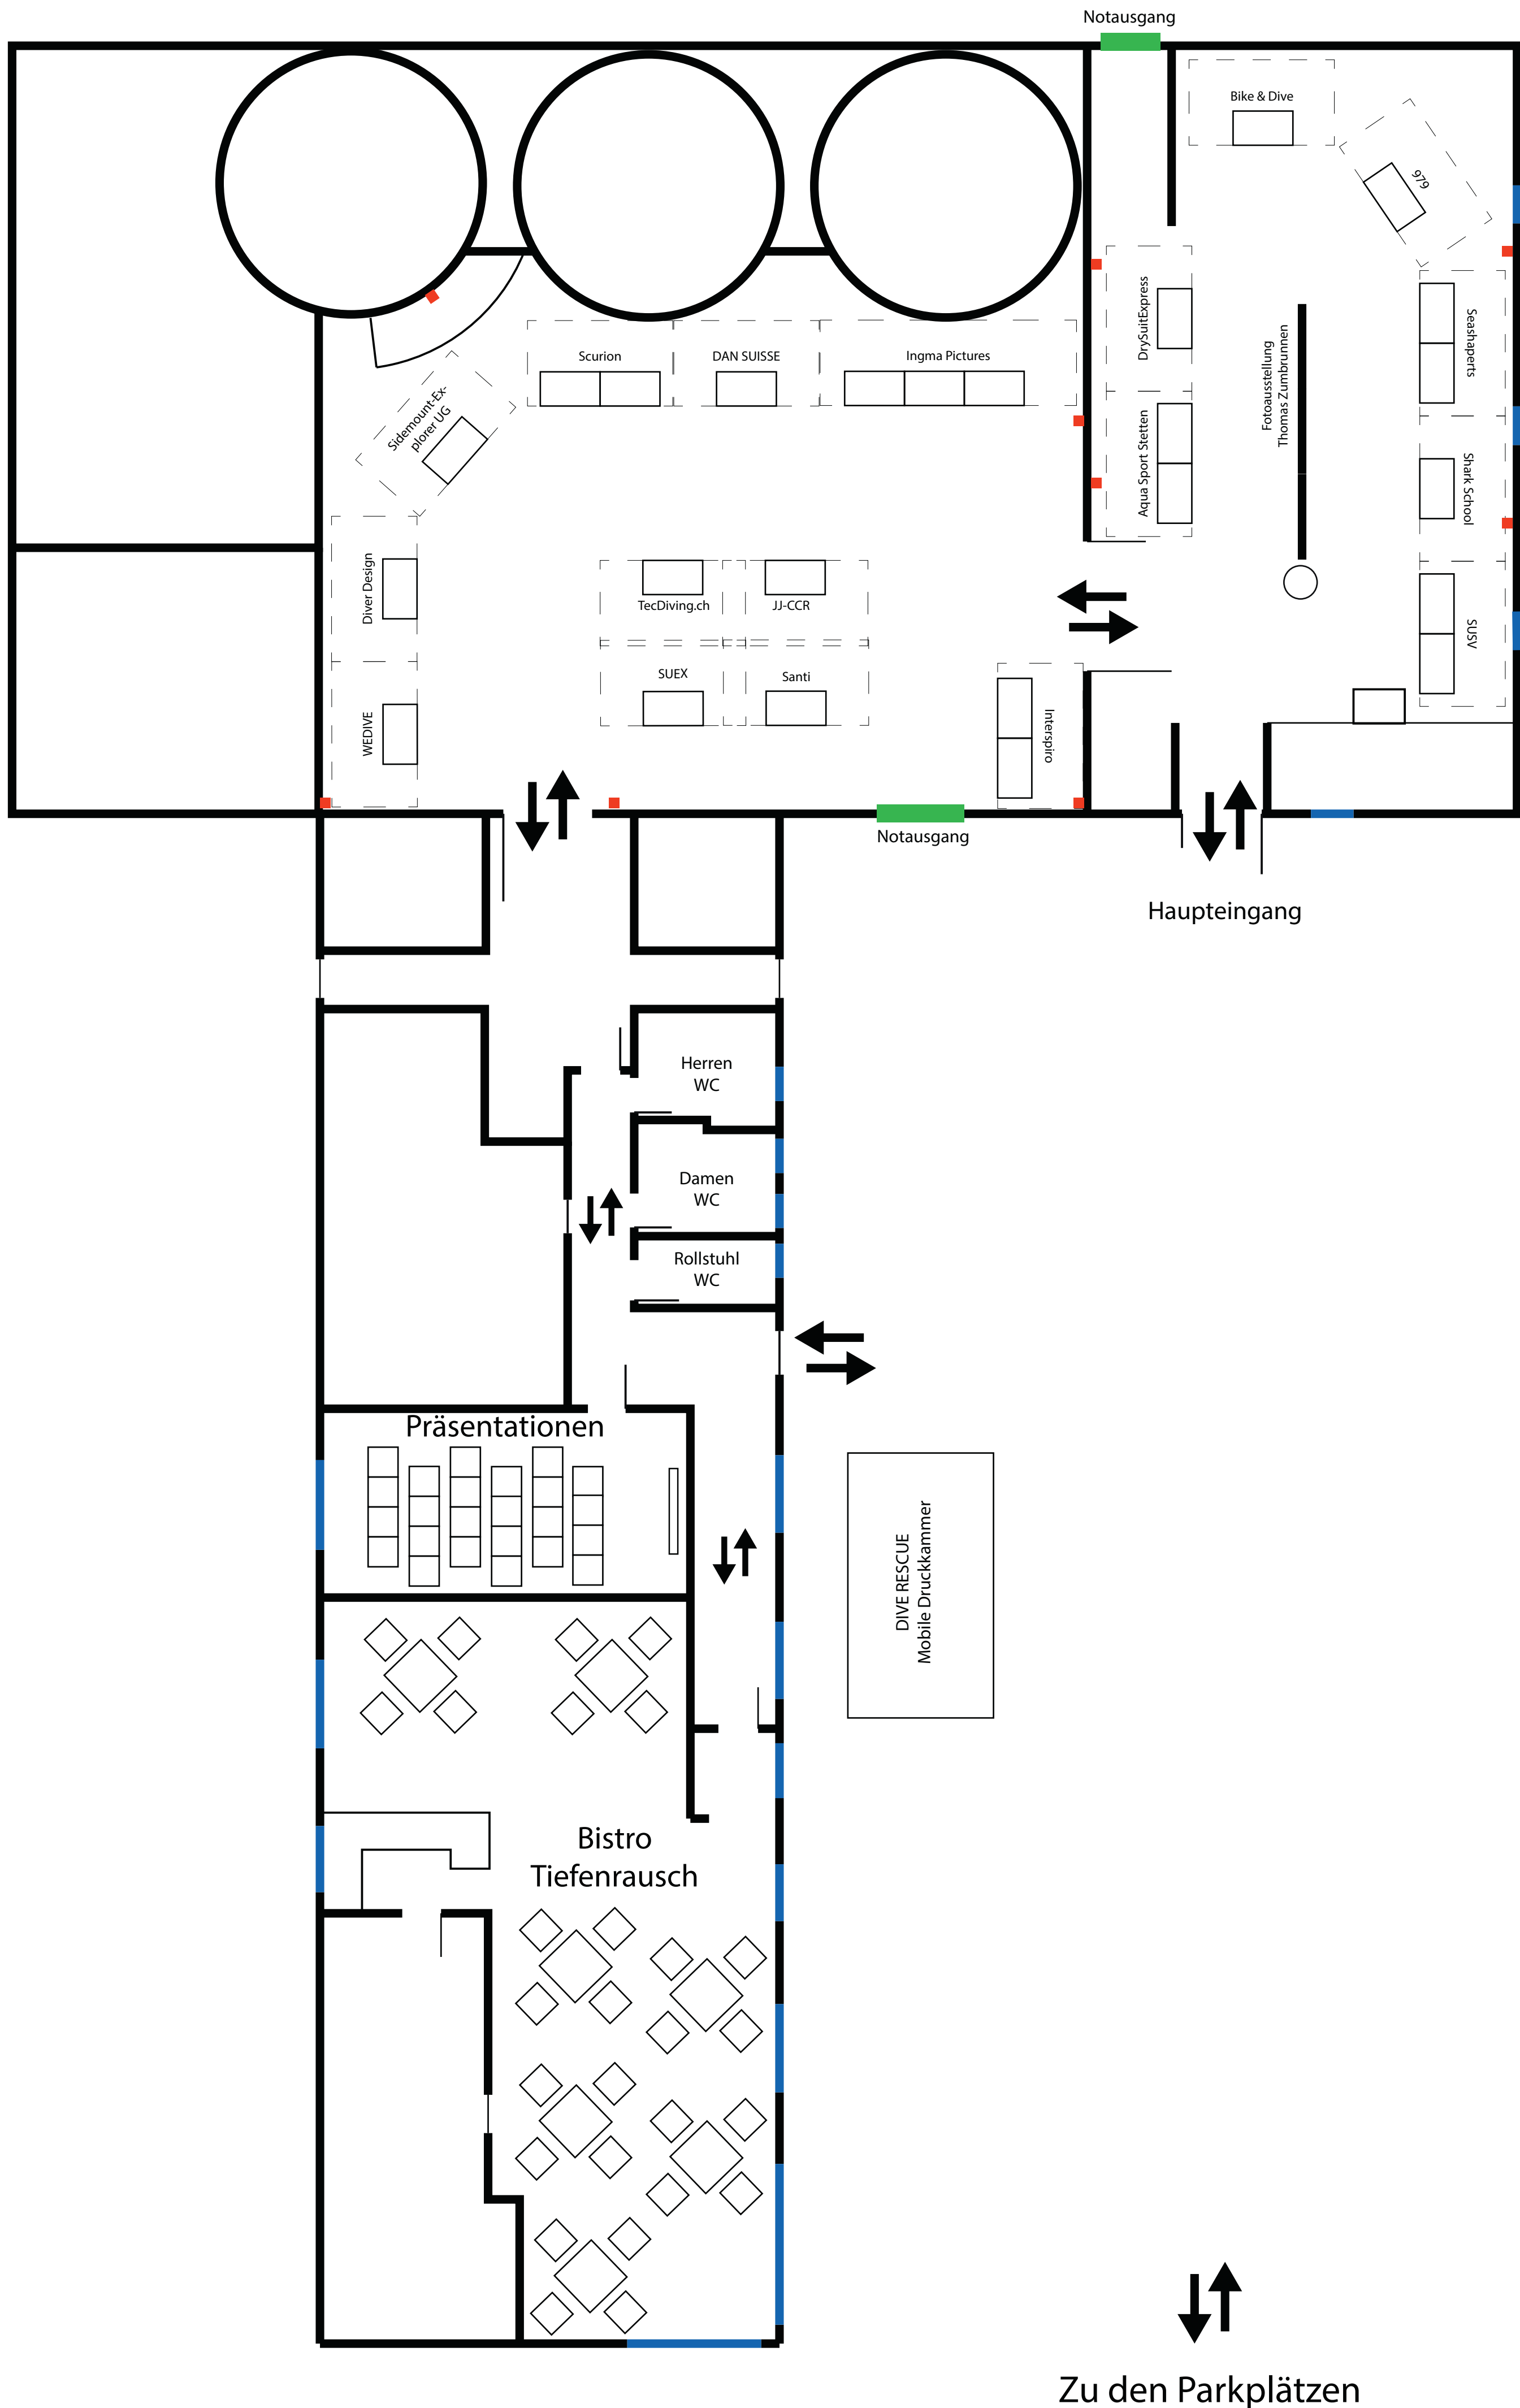 Notausgang
Bike & Dive
979
Seashaperts
Shark School
SUSV
DrySuitExpress
Aqua Sport Stetten
Fotoausstellung
Thomas Zumbrunnen
Scurion
DAN SUISSE
Ingma Pictures
Sidemount-Ex-
plorer UG
Diver Design
WEDIVE
TecDiving.ch
JJ-CCR
SUEX
Santi
Interspiro
Notausgang
Haupteingang
Herren
WC
Damen
WC
Rollstuhl
WC
Präsentationen
DIVE RESCUE
Mobile Druckkammer
Bistro
Tiefenrausch
Zu den Parkplätzen